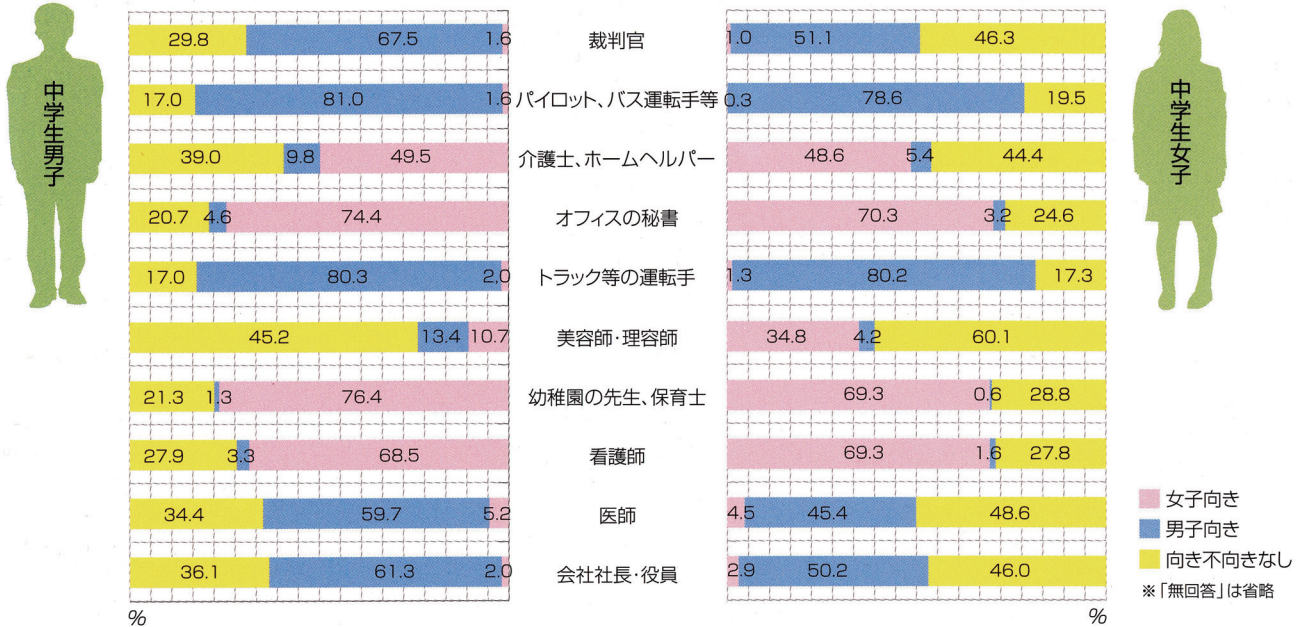 中学生男子
29.8 67.5 1.6 裁判官 1.0 51.1 46.3
17.0 81.0 1.6 パイロット、バス運転手等 0.3 78.6 19.5
39.0 9.8 49.5 介護士、ホームヘルパー 48.6 5.4 44.4
20.7 4.6 74.4 オフィスの秘書 70.3 3.2 24.6
17.0 80.3 2.0 トラック等の運転手 1.3 80.2 17.3
45.2 13.4 10.7 美容師・理容師 34.8 4.2 60.1
21.3 1.3 76.4 幼稚園の先生、保育士 69.3 0.6 28.8
27.9 3.3 68.5 看護師 69.3 1.6 27.8
34.4 59.7 5.2 医師 4.5 45.4 48.6
36.1 61.3 2.0 会社社長・役員 2.9 50.2 46.0
% %
中学生女子
女子向き
男子向き
向き不向きなし
※「無回答」は省略